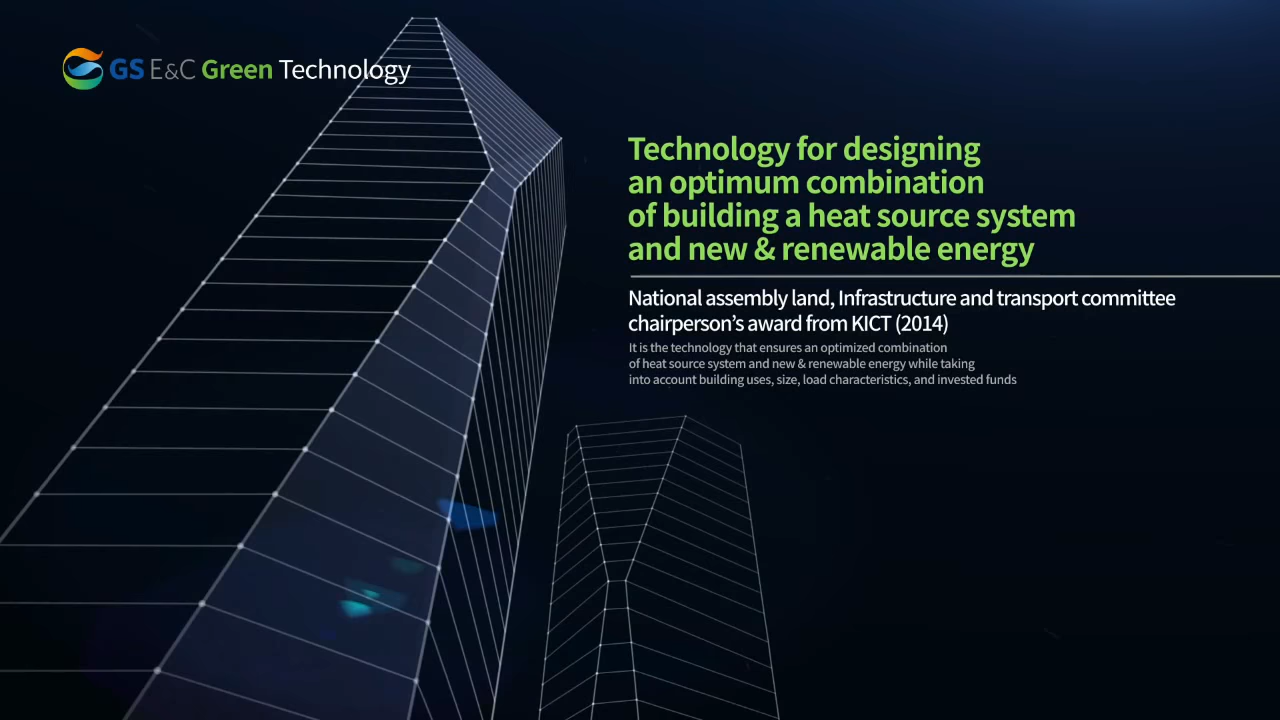 GS E&C Green Technology
Technology for designing
an optimum combination
of building a heat source system
and new & renewable energy
National assembly land, Infrastructure and transport committee
chairperson’s award from KICT (2014)
It is the technology that ensures an optimized combination
of heat source system and new & renewable energy while taking
into account building uses, size, load characteristics, and invested funds